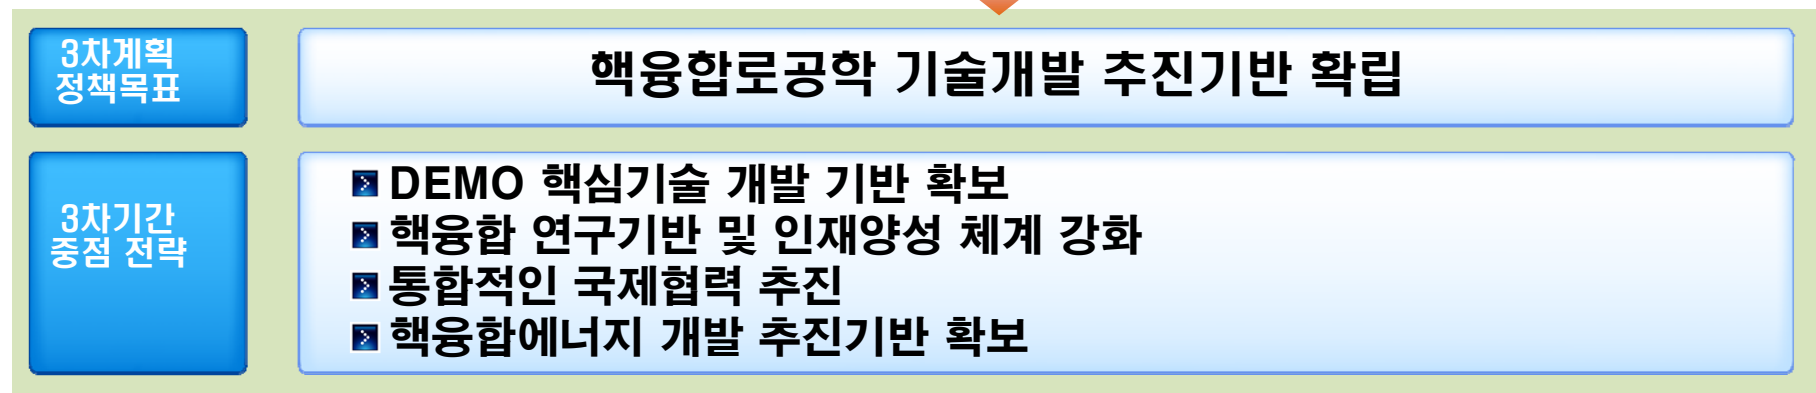 3차계획
정책목표
핵융합로공학 기술개발 추진기반 확립
3차기간
중점 전략
DEMO 핵심기술 개발 기반 확보
핵융합 연구기반 및 인재양성 체계 강화
통합적인 국제협력 추진
핵융합에너지 개발 추진기반 확보